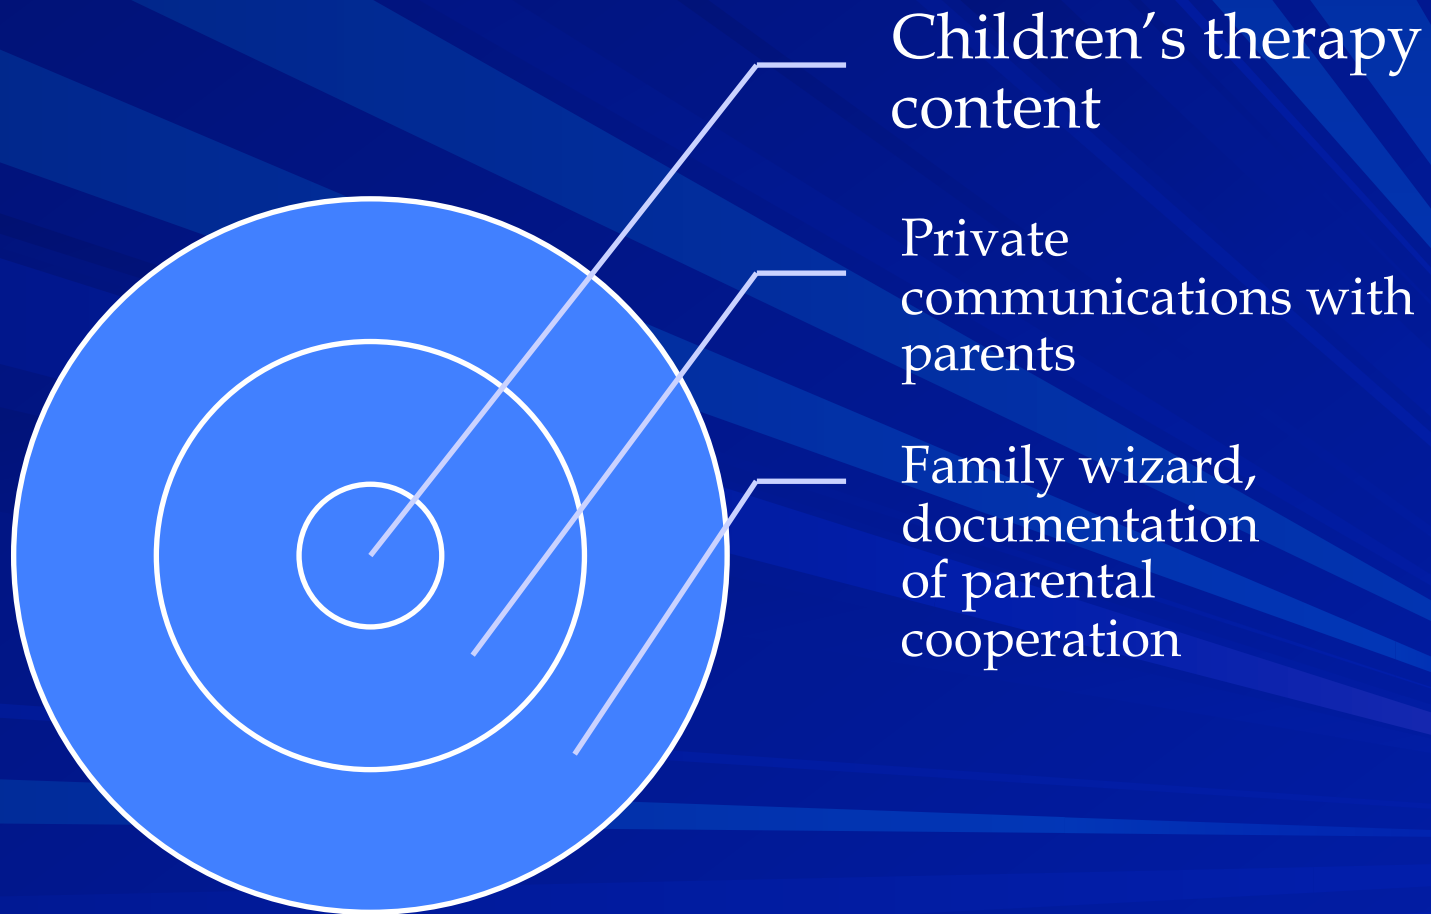 Children’s therapy
content
Private
communications with
parents
Family wizard,
documentation
of parental
cooperation